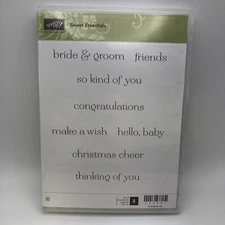 Sweet Essentials
bride & groom friends
so kind of you
congratulations
make a wish hello, baby
christmas cheer
thinking of you